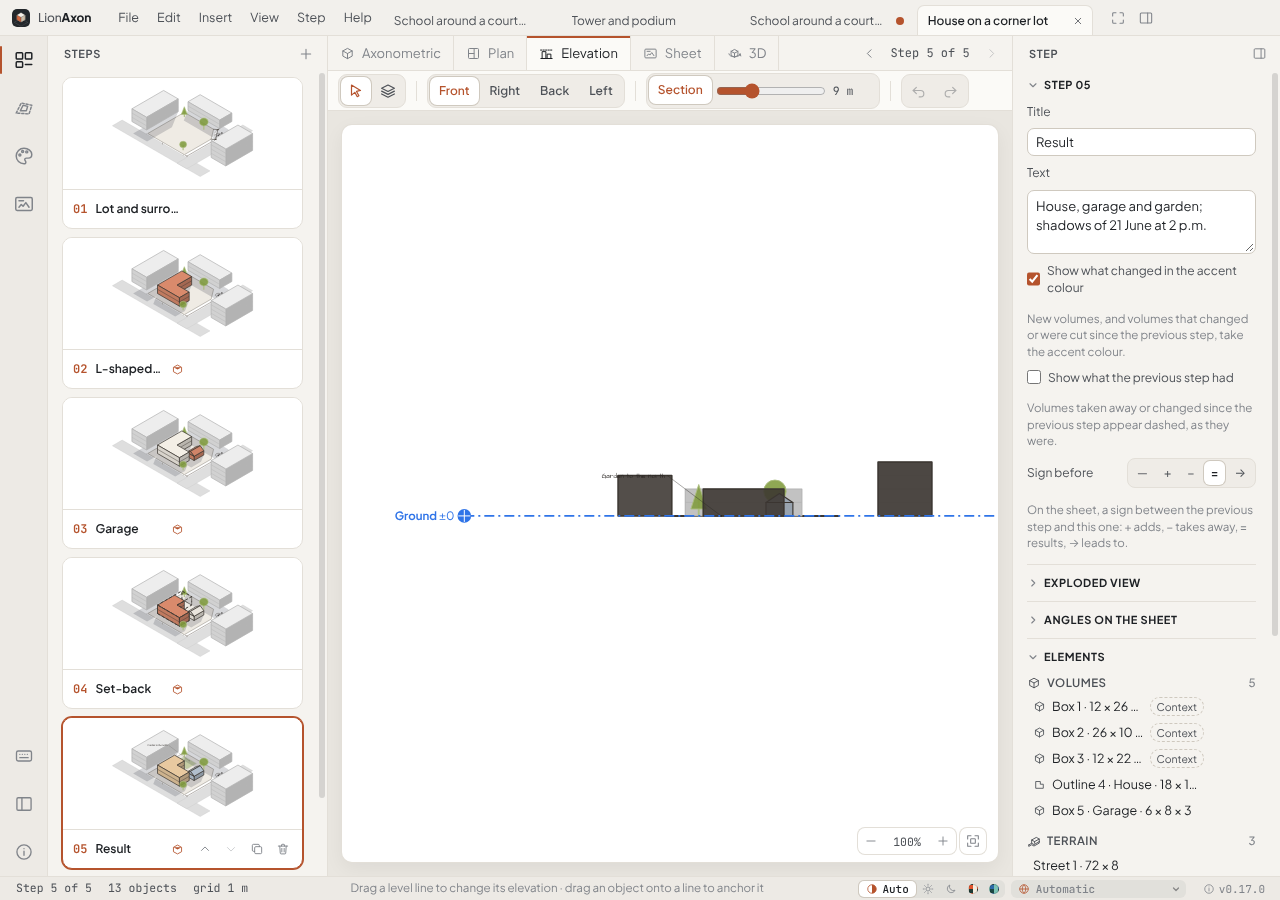 LionAxon
File Edit Insert View Step Help
School around a court…
Tower and podium
School around a court…
House on a corner lot
STEPS
01 Lot and surro…
02 L-shaped…
03 Garage
04 Set-back
05 Result
Axonometric
Plan
Elevation
Sheet
3D
Step 5 of 5
Front Right Back Left
Section
9 m
Ground ±0
100%
STEP
STEP 05
Title
Result
Text
House, garage and garden;
shadows of 21 June at 2 p.m.
Show what changed in the accent
colour
New volumes, and volumes that changed
or were cut since the previous step, take
the accent colour.
Show what the previous step had
Volumes taken away or changed since the
previous step appear dashed, as they
were.
Sign before
— + − = →
On the sheet, a sign between the previous
step and this one: + adds, − takes away, =
results, → leads to.
EXPLODED VIEW
ANGLES ON THE SHEET
ELEMENTS
VOLUMES 5
Box 1 · 12 × 26 … Context
Box 2 · 26 × 10 … Context
Box 3 · 12 × 22 … Context
Outline 4 · House · 18 × 1…
Box 5 · Garage · 6 × 8 × 3
TERRAIN 3
Street 1 · 72 × 8
Step 5 of 5 13 objects grid 1 m
Drag a level line to change its elevation · drag an object onto a line to anchor it
Auto
Automatic
v0.17.0